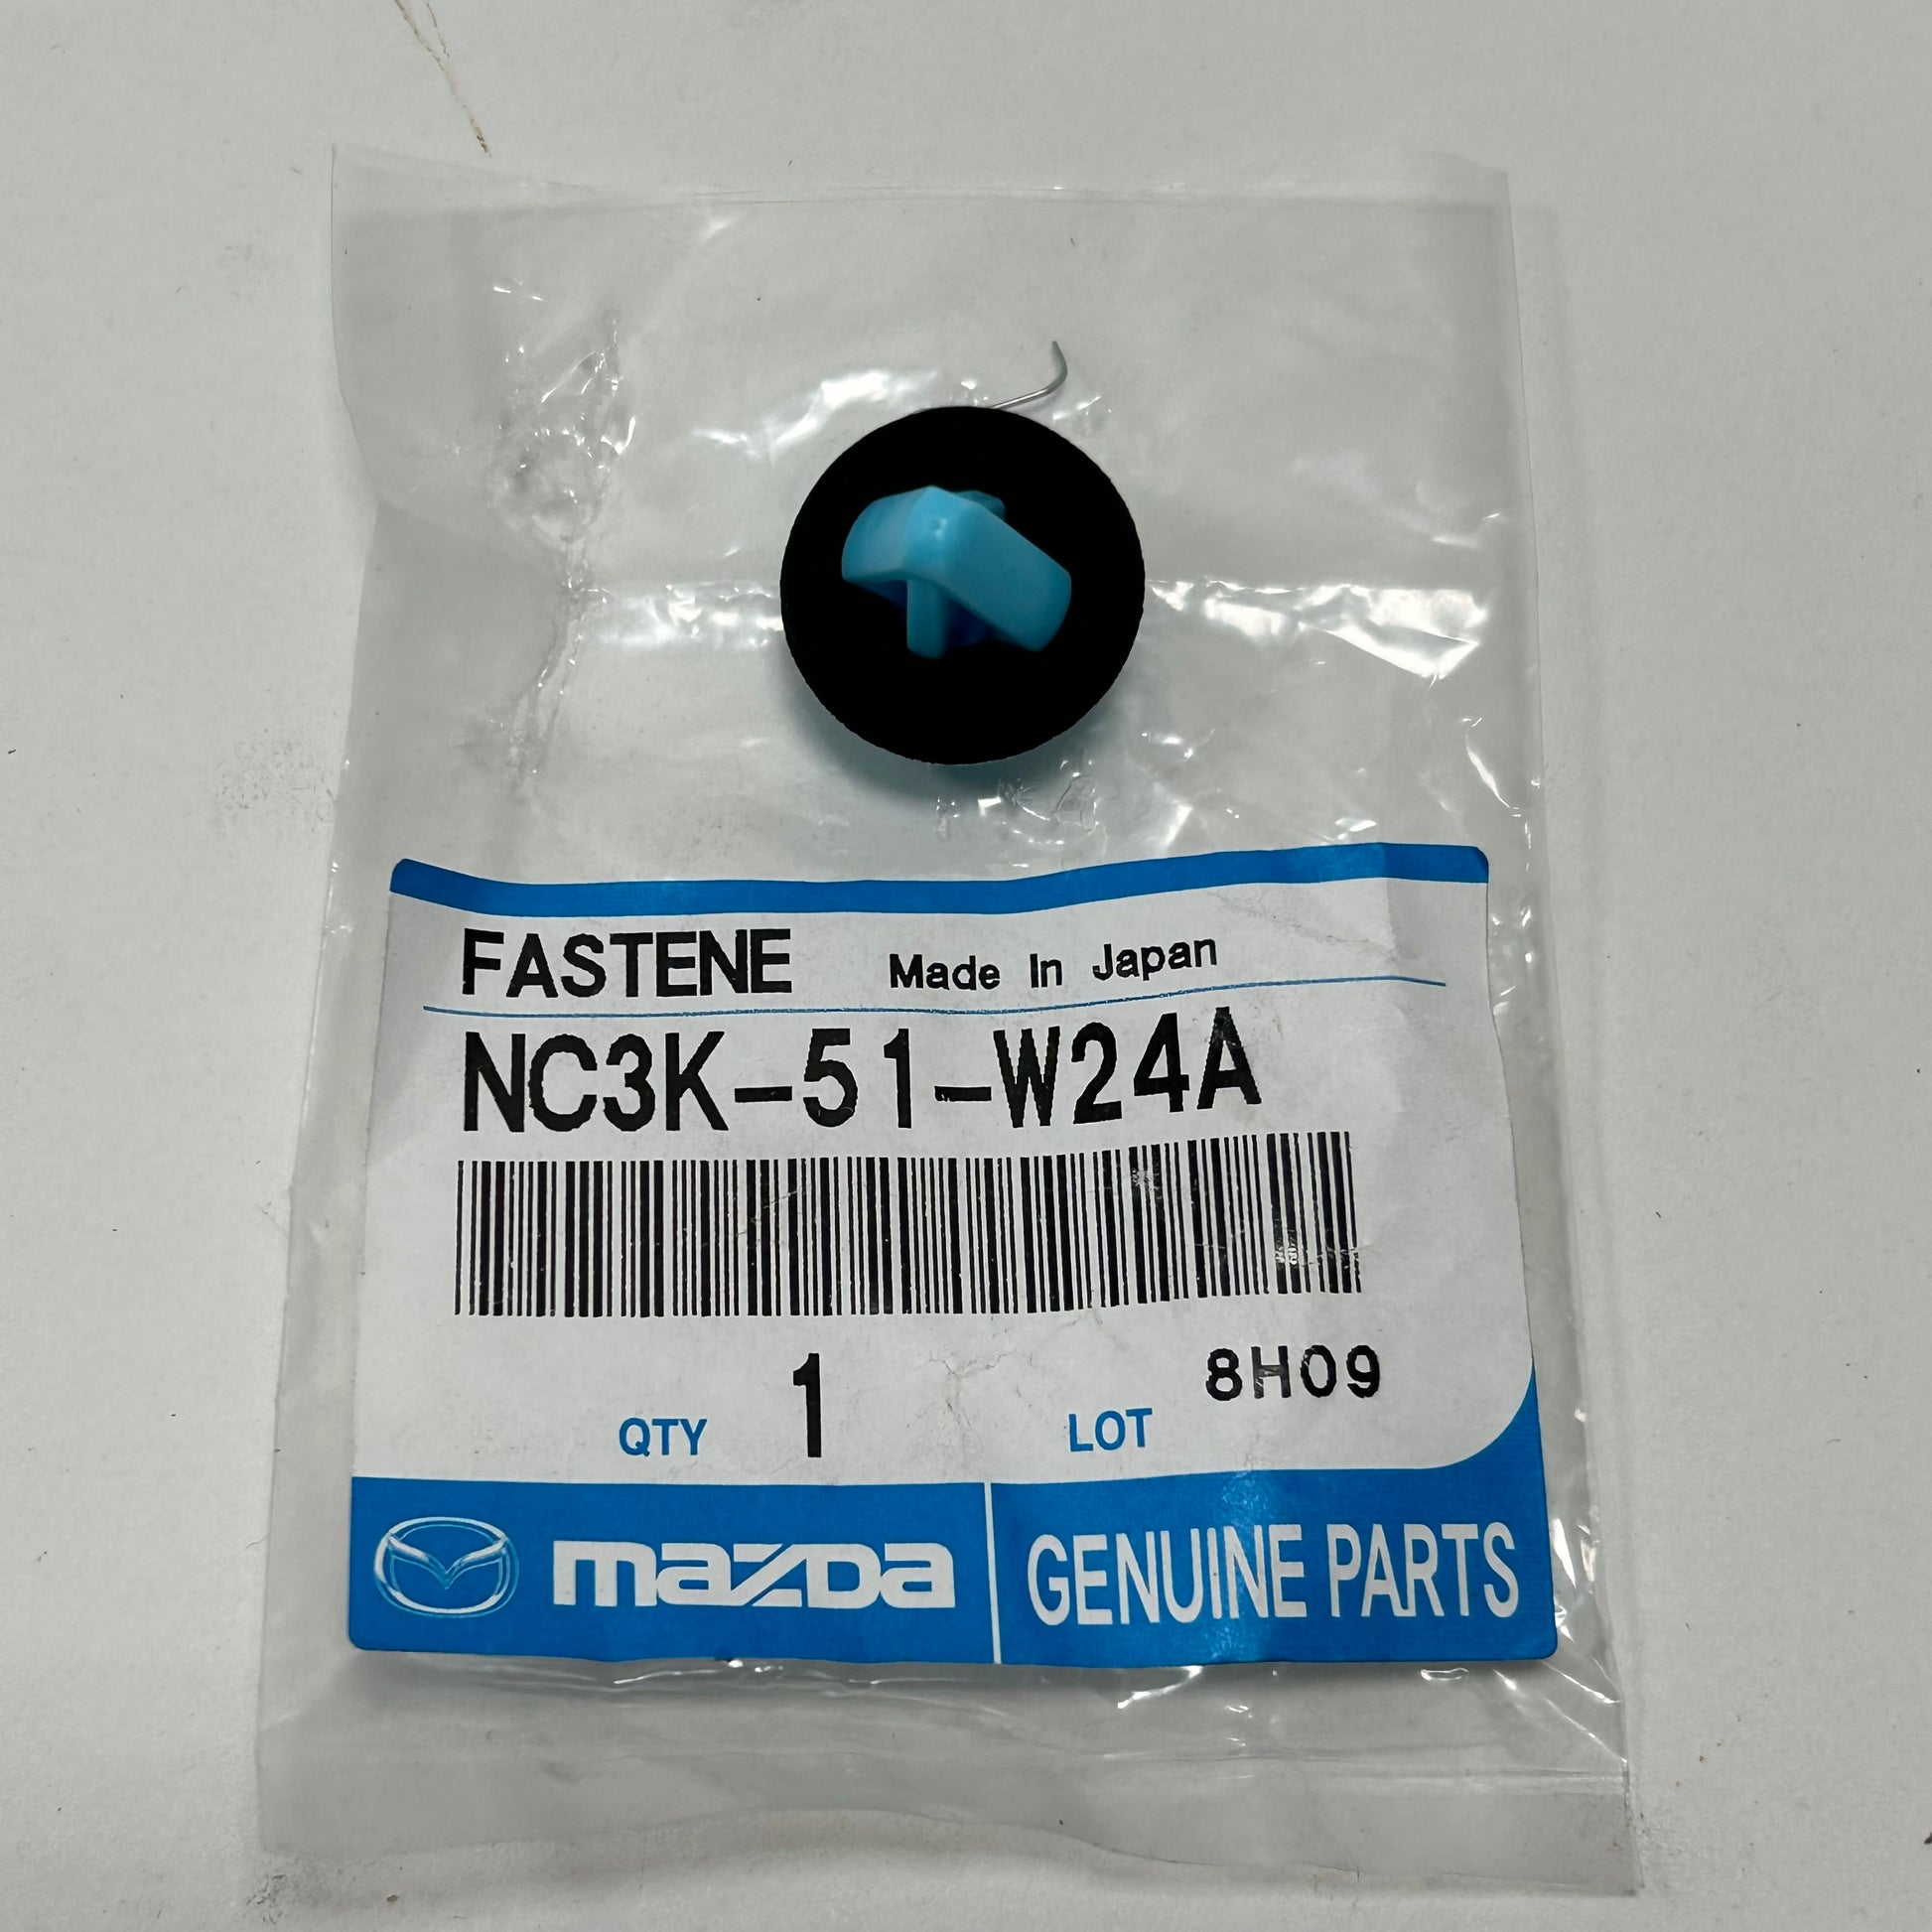 FASTENE Made In Japan
NC3K-51-W24A
QTY 1 LOT 8H09
mazda GENUINE PARTS